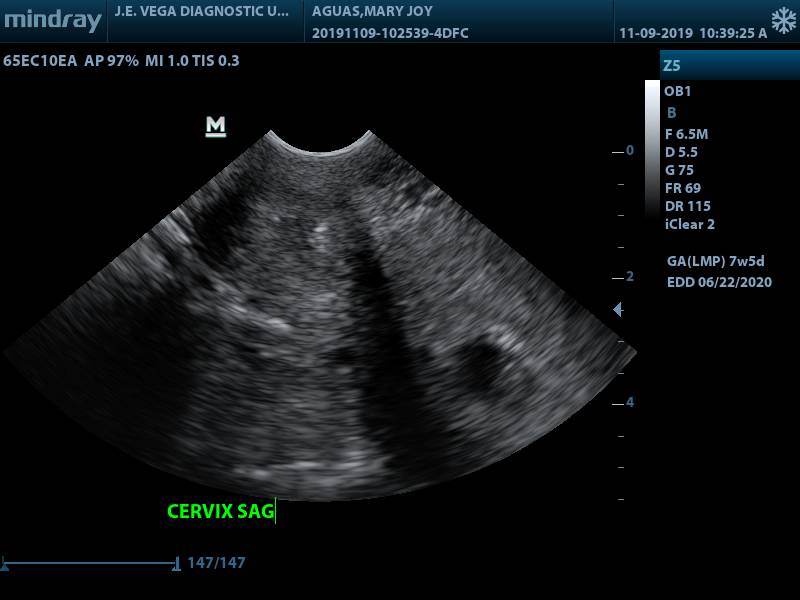 mindray
J.E. VEGA DIAGNOSTIC U...
AGUAS,MARY JOY
20191109-102539-4DFC
11-09-2019 10:39:25 A
65EC10EA AP 97% MI 1.0 TIS 0.3
Z5
OB1
B
F 6.5M
D 5.5
G 75
FR 69
DR 115
iClear 2
GA(LMP) 7w5d
EDD 06/22/2020
M
0
2
4
CERVIX SAG
147/147